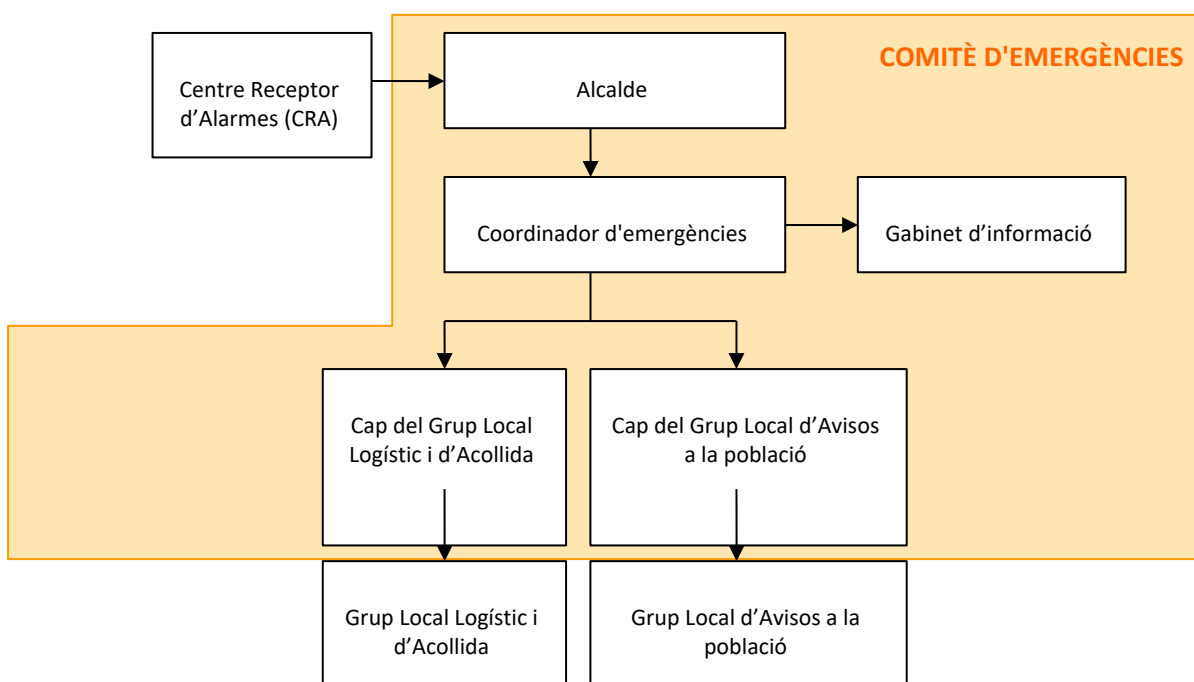 COMITÈ D'EMERGÈNCIES
Centre Receptor
d’Alarmes (CRA)
Alcalde
Coordinador d'emergències
Gabinet d’informació
Cap del Grup Local
Logístic i d’Acollida
Cap del Grup Local d’Avisos
a la població
Grup Local Logístic i
d’Acollida
Grup Local d’Avisos a la
població